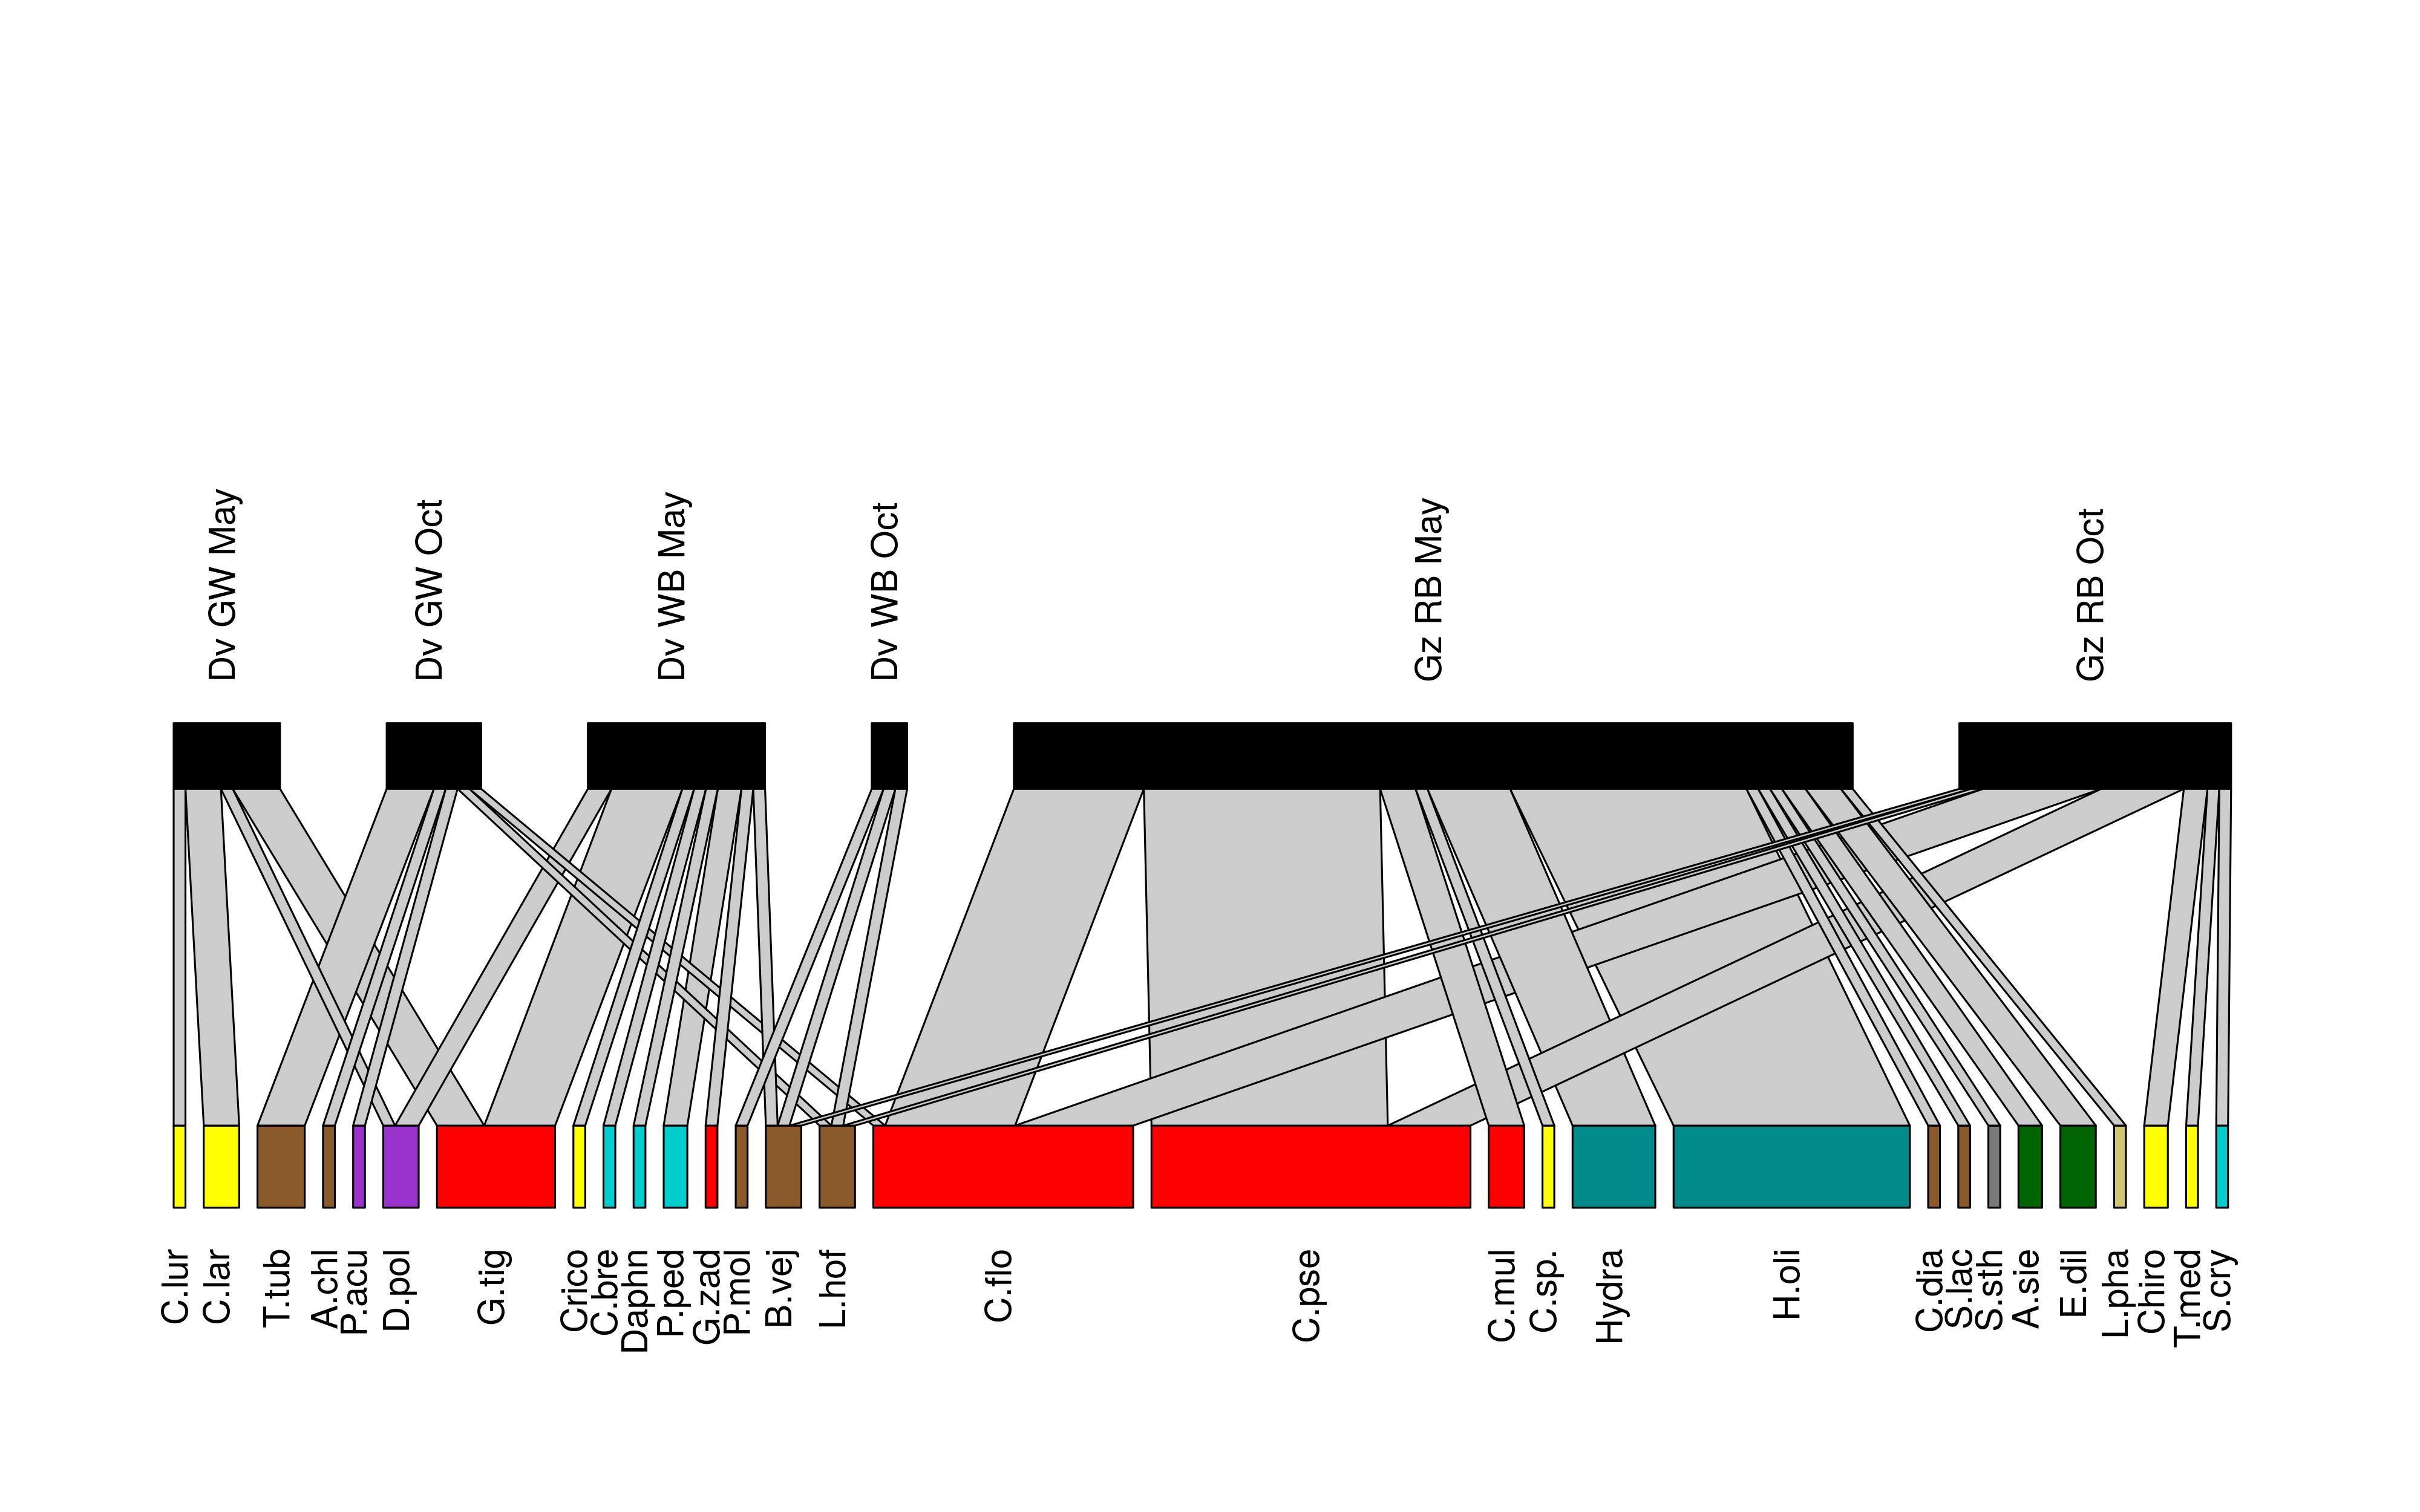 Dv GW May
Dv GW Oct
Dv WB May
Dv WB Oct
Gz RB May
Gz RB Oct
C.lur
C.lar
T.tub
A.chl
P.acu
D.pol
G.tig
Crico
C.bre
Daphn
P.ped
G.zad
P.mol
B.vej
L.hof
C.flo
C.pse
C.mul
C.sp.
Hydra
H.oli
C.dia
S.lac
S.sth
A.sie
E.dil
L.pha
Chiro
T.med
S.cry